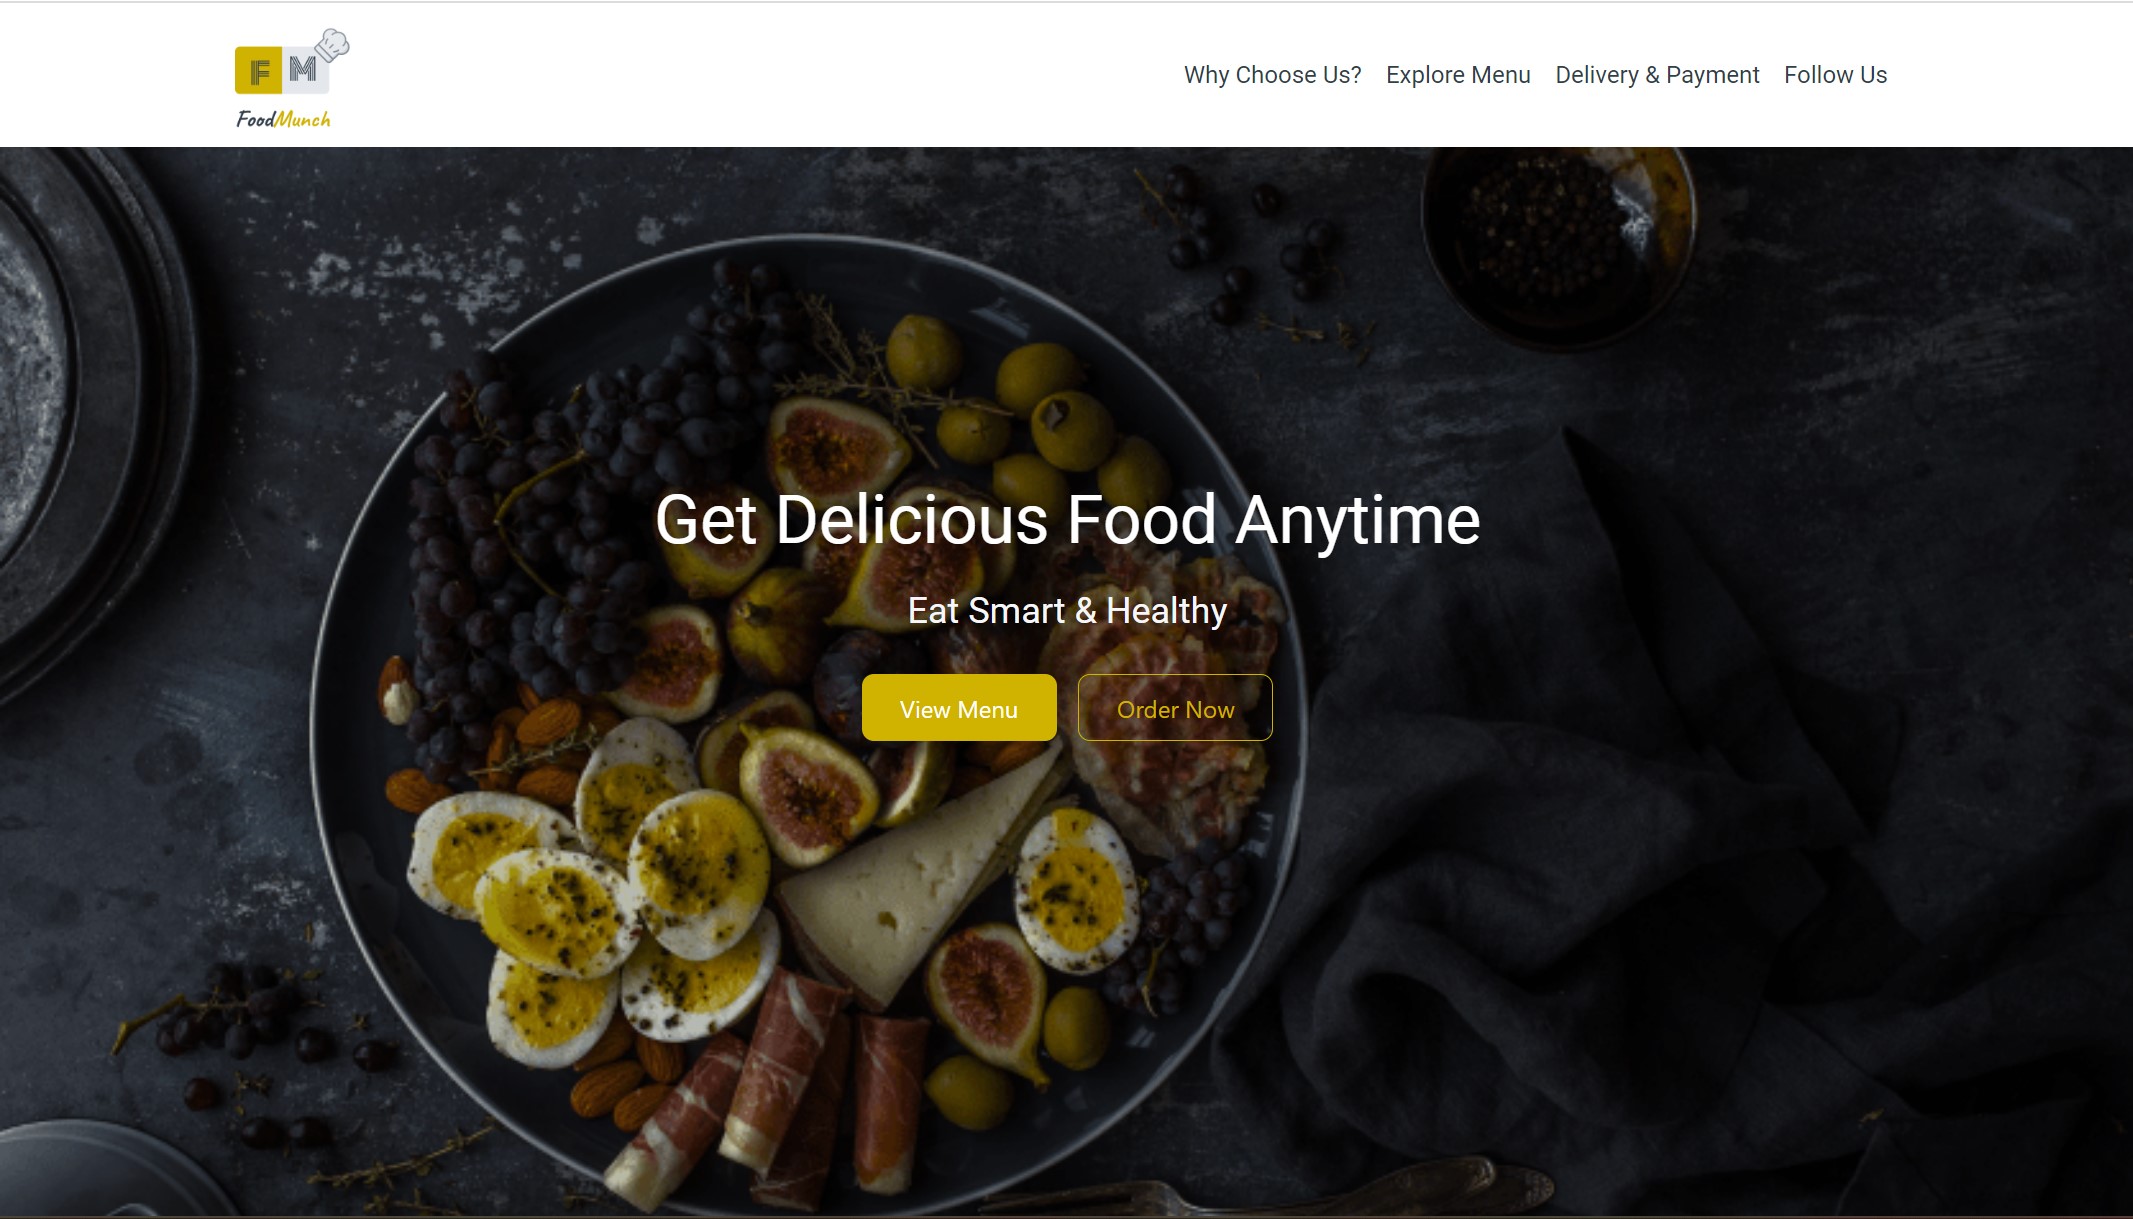 F M
FoodMunch
Why Choose Us? Explore Menu Delivery & Payment Follow Us
Get Delicious Food Anytime
Eat Smart & Healthy
View Menu Order Now